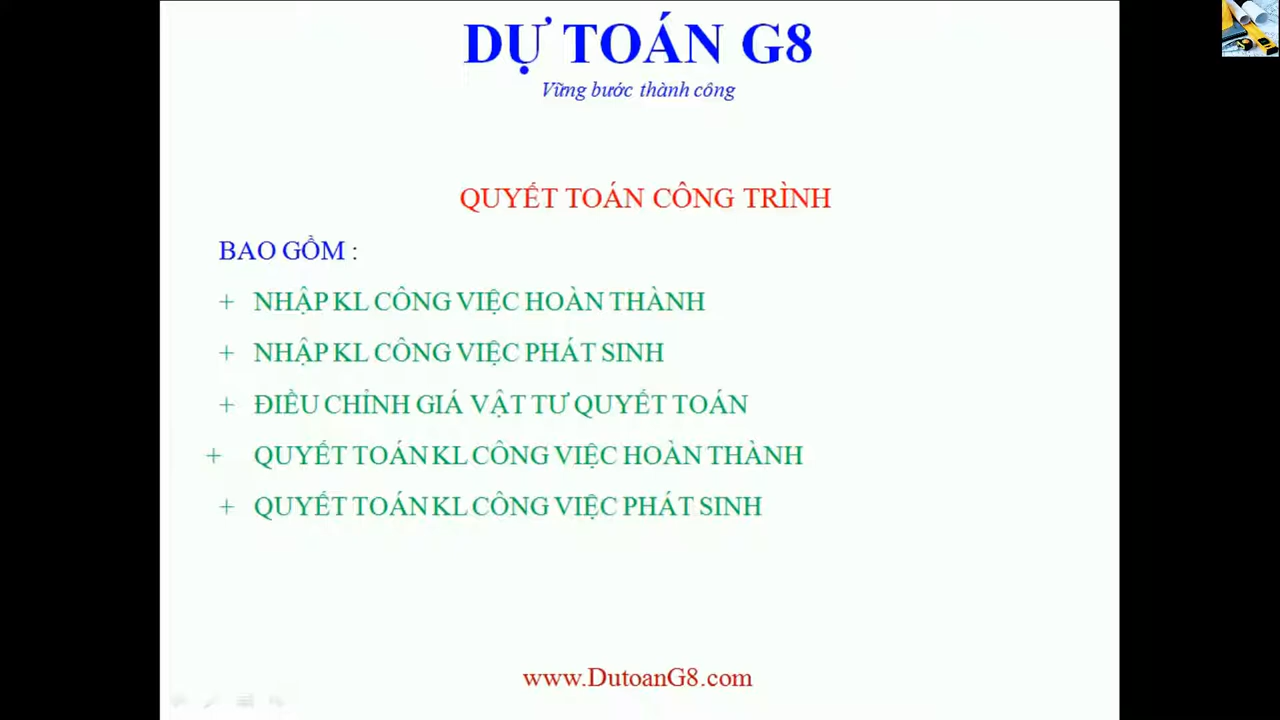 DỰ TOÁN G8
Vững bước thành công
QUYẾT TOÁN CÔNG TRÌNH
BAO GỒM :
+ NHẬP KL CÔNG VIỆC HOÀN THÀNH
+ NHẬP KL CÔNG VIỆC PHÁT SINH
+ ĐIỀU CHỈNH GIÁ VẬT TƯ QUYẾT TOÁN
+ QUYẾT TOÁN KL CÔNG VIỆC HOÀN THÀNH
+ QUYẾT TOÁN KL CÔNG VIỆC PHÁT SINH
www.DutoanG8.com